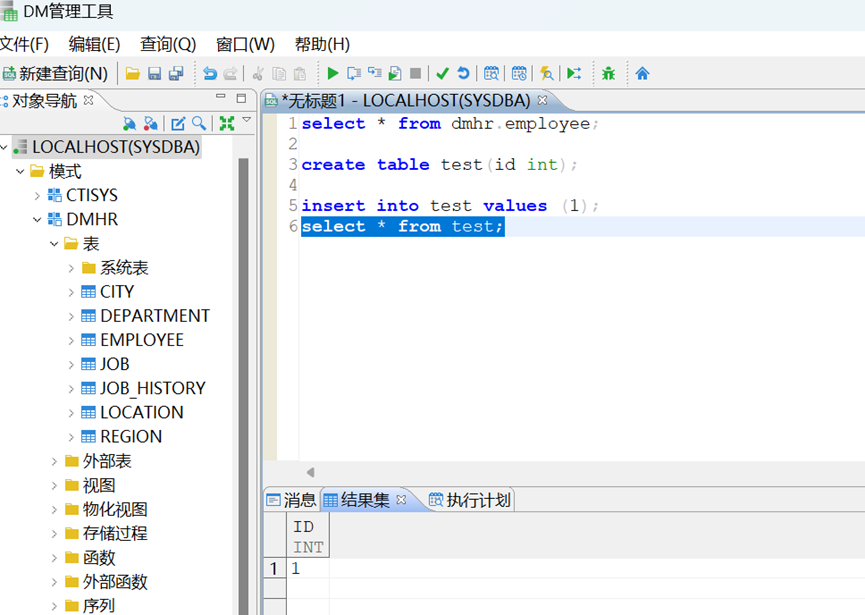 DM管理工具
文件(F) 编辑(E) 查询(Q) 窗口(W) 帮助(H)
新建查询(N)
对象导航
LOCALHOST(SYSDBA)
模式
CTISYS
DMHR
表
系统表
CITY
DEPARTMENT
EMPLOYEE
JOB
JOB_HISTORY
LOCATION
REGION
外部表
视图
物化视图
存储过程
函数
外部函数
序列
*无标题1 - LOCALHOST(SYSDBA)
1 select * from dmhr.employee;
2
3 create table test(id int);
4
5 insert into test values (1);
6 select * from test;
消息 结果集 执行计划
ID
INT
1 1